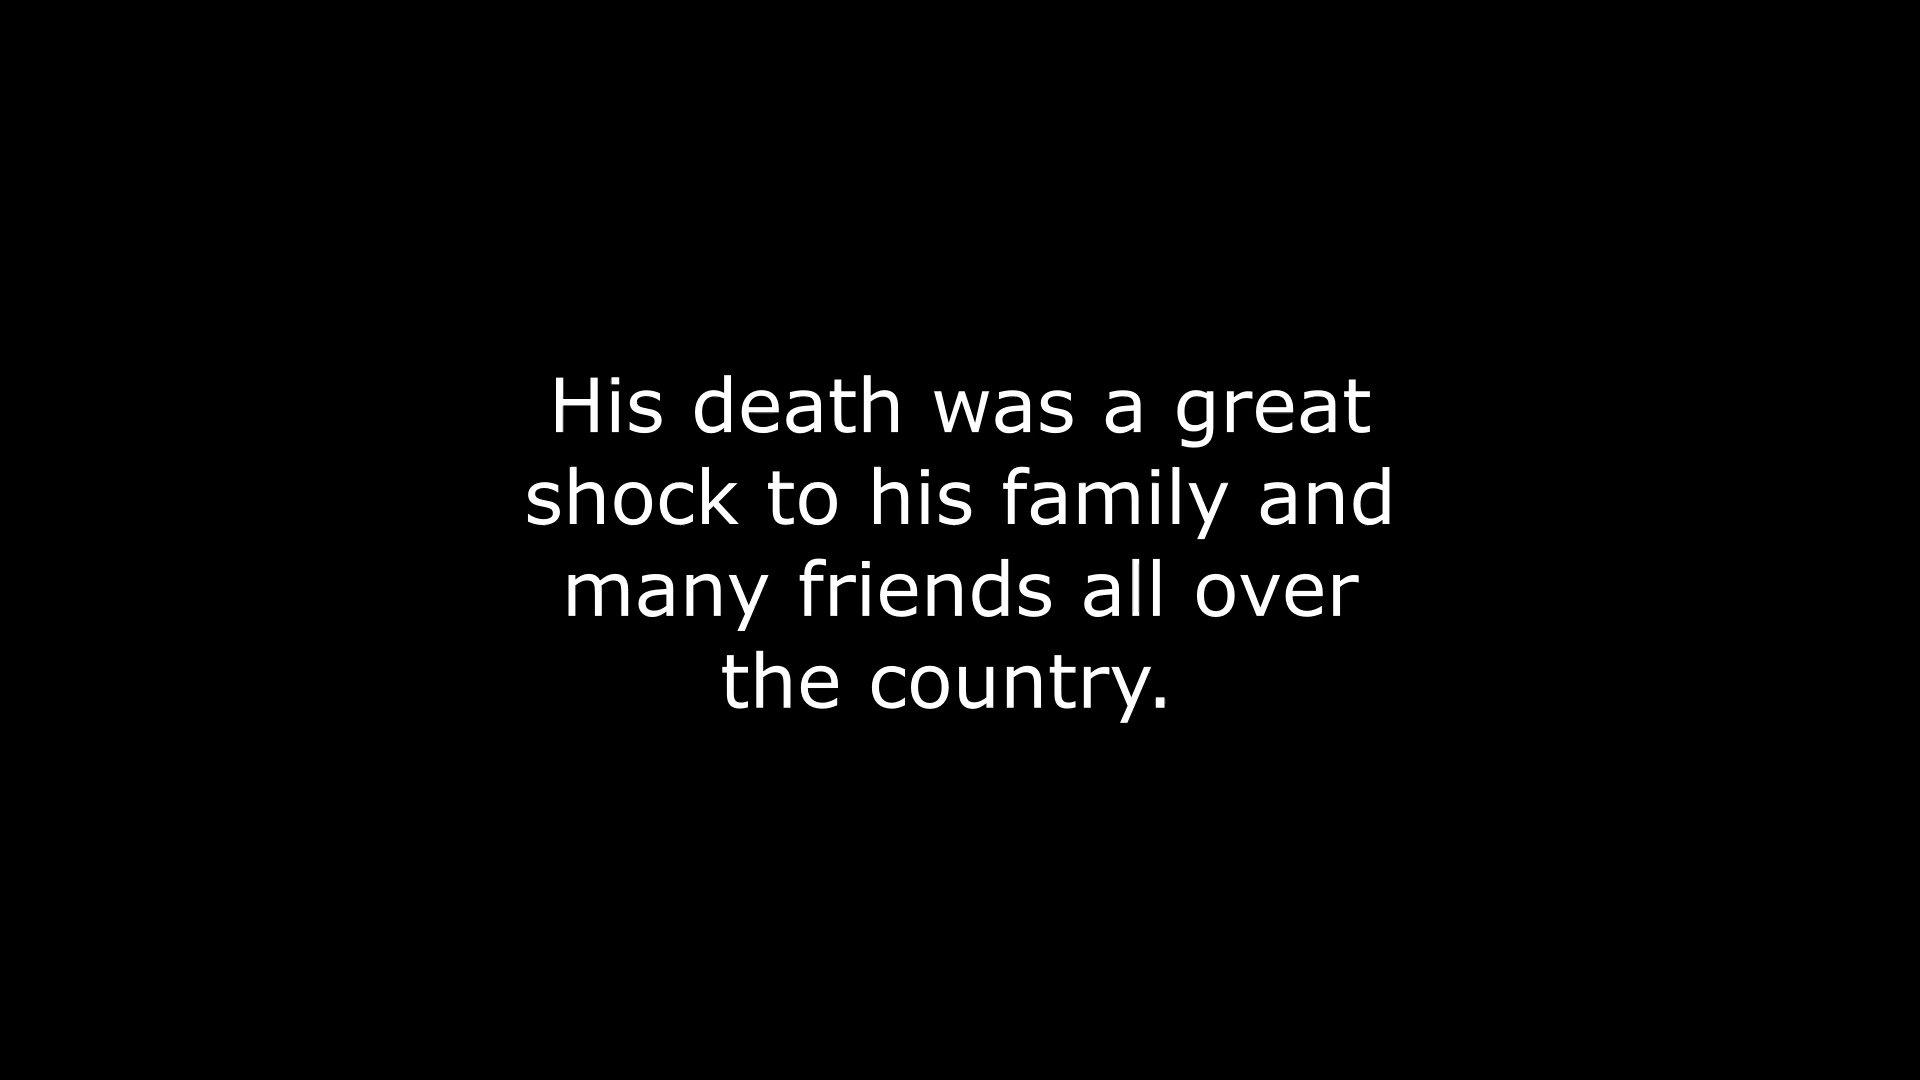 His death was a great
shock to his family and
many friends all over
the country.